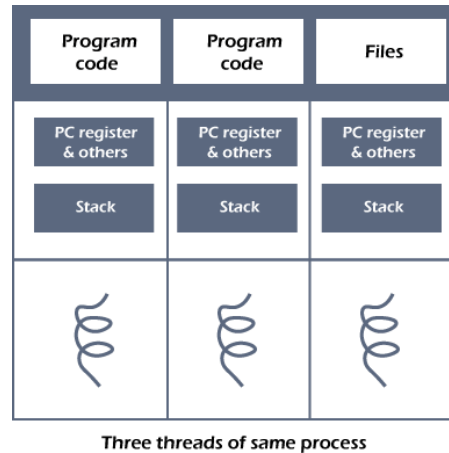 Program
code
Program
code
Files
PC register
& others
PC register
& others
PC register
& others
Stack
Stack
Stack
Three threads of same process